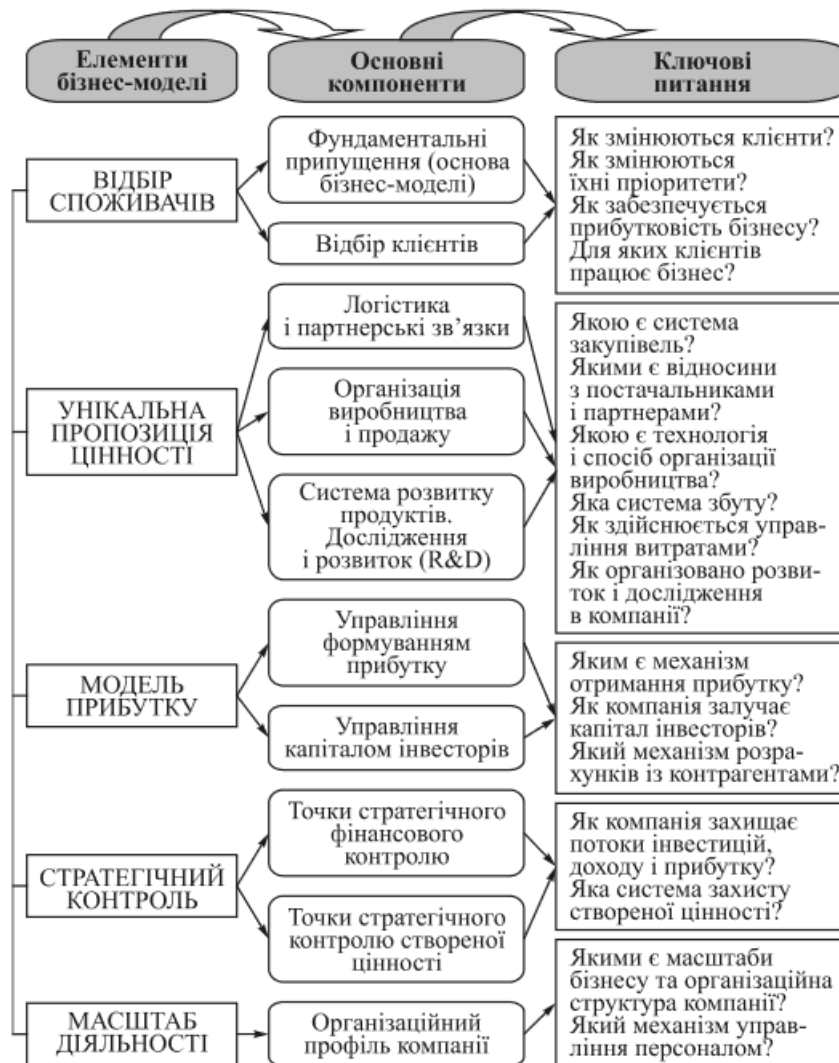 Елементи
бізнес-моделі
Основні
компоненти
Ключові
питання
ВІДБІР
СПОЖИВАЧІВ
Фундаментальні
припущення (основа
бізнес-моделі)
Відбір клієнтів
Як змінюються клієнти?
Як змінюються
їхні пріоритети?
Як забезпечується
прибутковість бізнесу?
Для яких клієнтів
працює бізнес?
УНІКАЛЬНА
ПРОПОЗИЦІЯ
ЦІННОСТІ
Логістика
і партнерські зв’язки
Організація
виробництва
і продажу
Система розвитку
продуктів.
Дослідження
і розвиток (R&D)
Якою є система
закупівель?
Якими є відносини
з постачальниками
і партнерами?
Якою є технологія
і спосіб організації
виробництва?
Яка система збуту?
Як здійснюється управ-
ління витратами?
Як організовано розви-
ток і дослідження
в компанії?
МОДЕЛЬ
ПРИБУТКУ
Управління
формуванням
прибутку
Управління
капіталом інвесторів
Яким є механізм
отримання прибутку?
Як компанія залучає
капітал інвесторів?
Який механізм розра-
хунків із контрагентами?
СТРАТЕГІЧНИЙ
КОНТРОЛЬ
Точки стратегічного
фінансового
контролю
Точки стратегічного
контролю створеної
цінності
Як компанія захищає
потоки інвестицій,
доходу і прибутку?
Яка система захисту
створеної цінності?
МАСШТАБ
ДІЯЛЬНОСТІ
Організаційний
профіль компанії
Якими є масштаби
бізнесу та організаційна
структура компанії?
Який механізм управ-
ління персоналом?